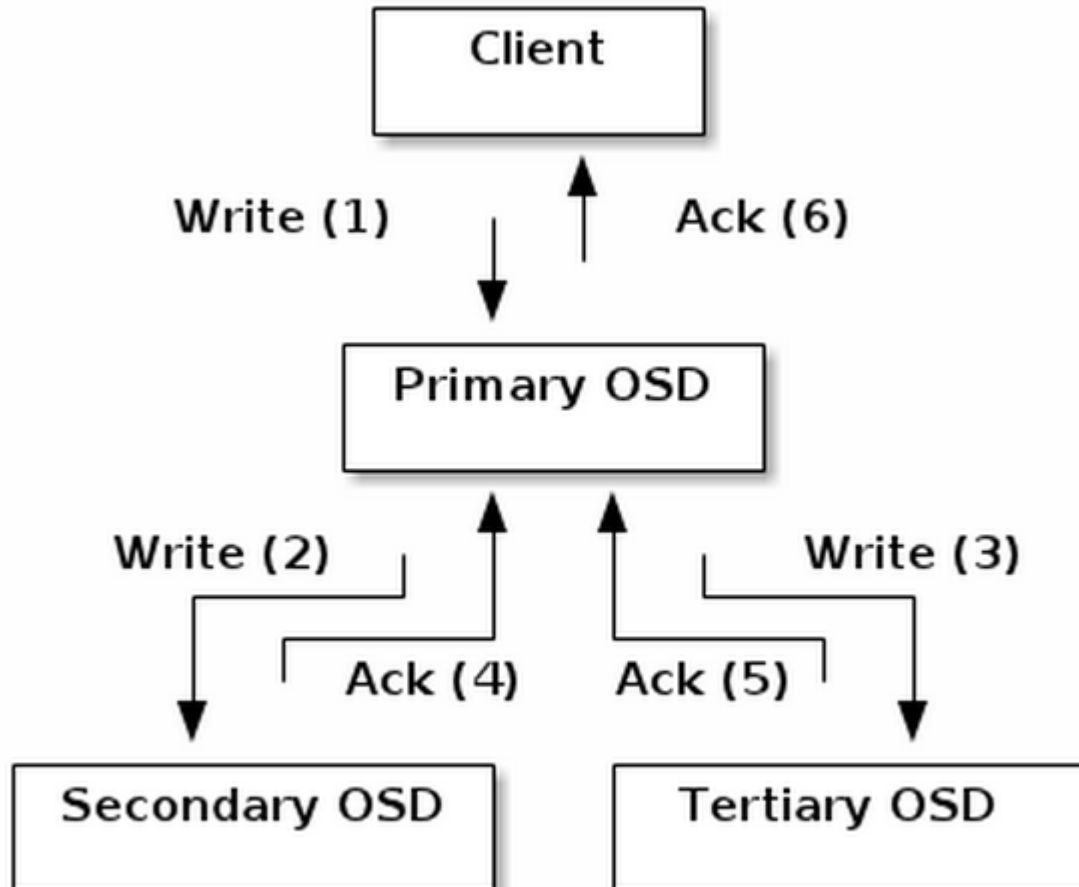 Client
Write (1)
Ack (6)
Primary OSD
Write (2)
Write (3)
Ack (4)
Ack (5)
Secondary OSD
Tertiary OSD